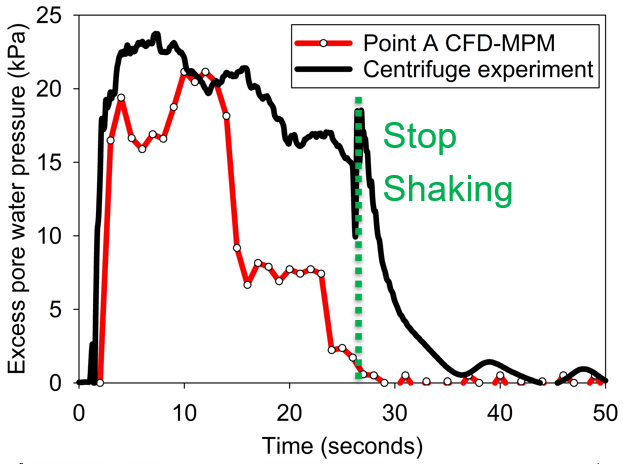 25
20
15
10
5
0
Excess pore water pressure (kPa)
Point A CFD-MPM
Centrifuge experiment
Stop
Shaking
0 10 20 30 40 50
Time (seconds)